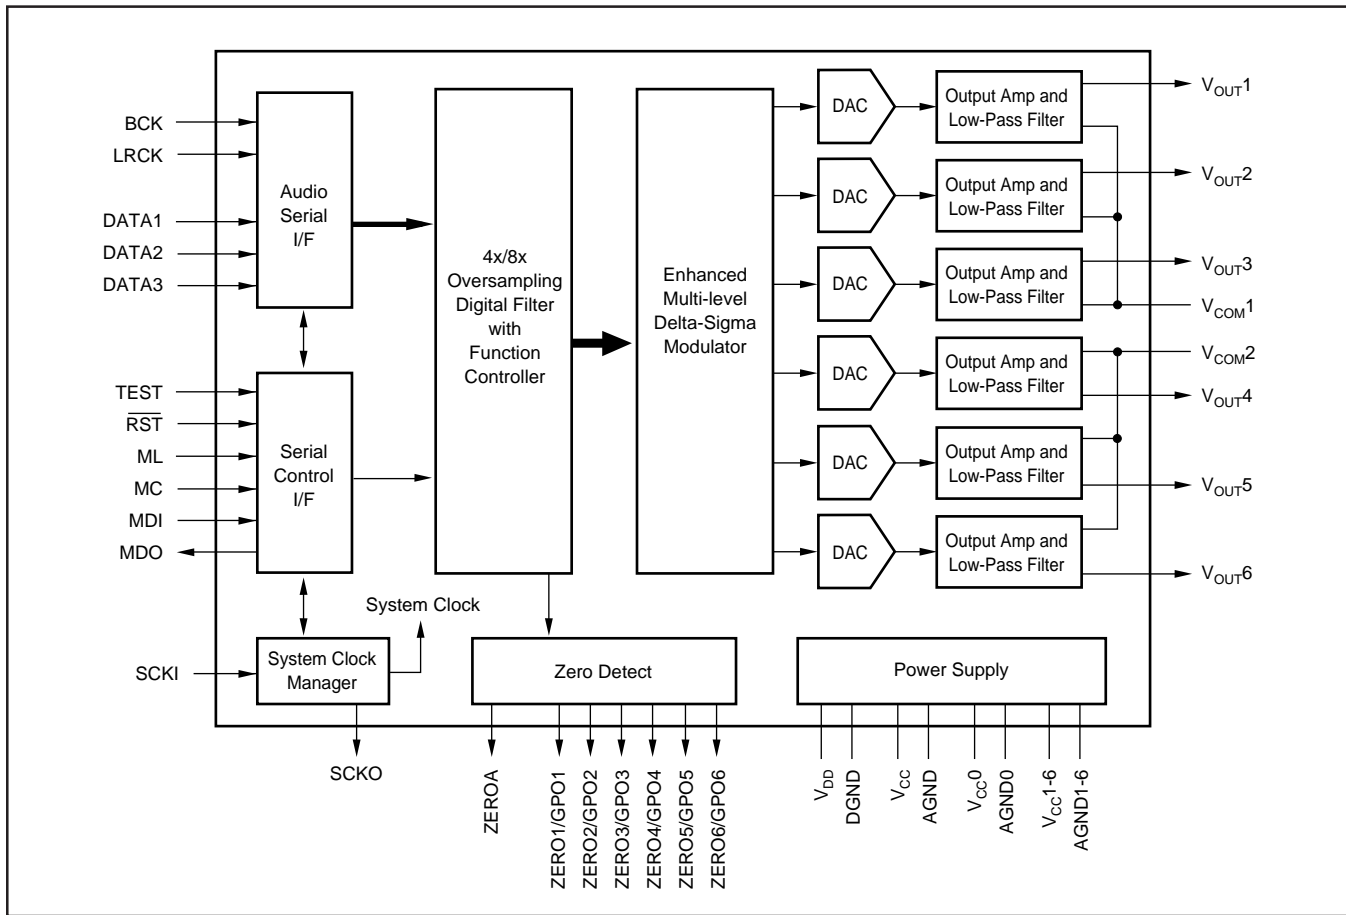 BCK
LRCK
DATA1
DATA2
DATA3
TEST
RST
ML
MC
MDI
MDO
SCKI
Audio
Serial
I/F
Serial
Control
I/F
System Clock
Manager
System Clock
SCKO
4x/8x
Oversampling
Digital Filter
with
Function
Controller
Enhanced
Multi-level
Delta-Sigma
Modulator
DAC
Output Amp and
Low-Pass Filter
VOUT1
DAC
Output Amp and
Low-Pass Filter
VOUT2
DAC
Output Amp and
Low-Pass Filter
VOUT3
VCOM1
DAC
Output Amp and
Low-Pass Filter
VCOM2
VOUT4
DAC
Output Amp and
Low-Pass Filter
VOUT5
DAC
Output Amp and
Low-Pass Filter
VOUT6
Zero Detect
ZEROA
ZERO1/GPO1
ZERO2/GPO2
ZERO3/GPO3
ZERO4/GPO4
ZERO5/GPO5
ZERO6/GPO6
Power Supply
VDD
DGND
VCC
AGND
VCC0
AGND0
VCC1-6
AGND1-6